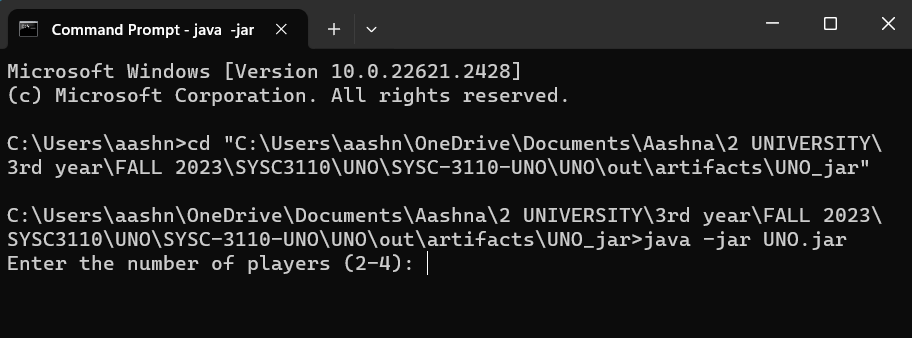 Command Prompt - java -jar
Microsoft Windows [Version 10.0.22621.2428]
(c) Microsoft Corporation. All rights reserved.
C:\Users\aashn>cd "C:\Users\aashn\OneDrive\Documents\Aashna\2 UNIVERSITY\
3rd year\FALL 2023\SYSC3110\UNO\SYSC-3110-UNO\UNO\out\artifacts\UNO_jar"
C:\Users\aashn\OneDrive\Documents\Aashna\2 UNIVERSITY\3rd year\FALL 2023\
SYSC3110\UNO\SYSC-3110-UNO\UNO\out\artifacts\UNO_jar>java -jar UNO.jar
Enter the number of players (2-4):